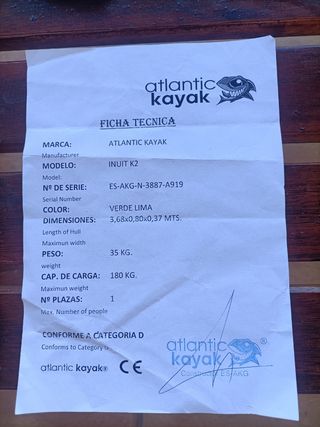 atlantic
kayak
FICHA TECNICA
MARCA: ATLANTIC KAYAK
Manufacturer
MODELO: INUIT K2
Model:
Nº DE SERIE: ES-AKG-N-3887-A919
Serial Number
COLOR: VERDE LIMA
DIMENSIONES: 3,68x0,80x0,37 MTS.
Length of Hull
Maximun width
PESO: 35 KG.
weight
CAP. DE CARGA: 180 KG.
Maximun weight
Nº PLAZAS: 1
Max. Number of people
CONFORME A CATEGORIA D
Conforms to Category D
atlantic kayak® CE
atlantic
kayak®
ES-AKG